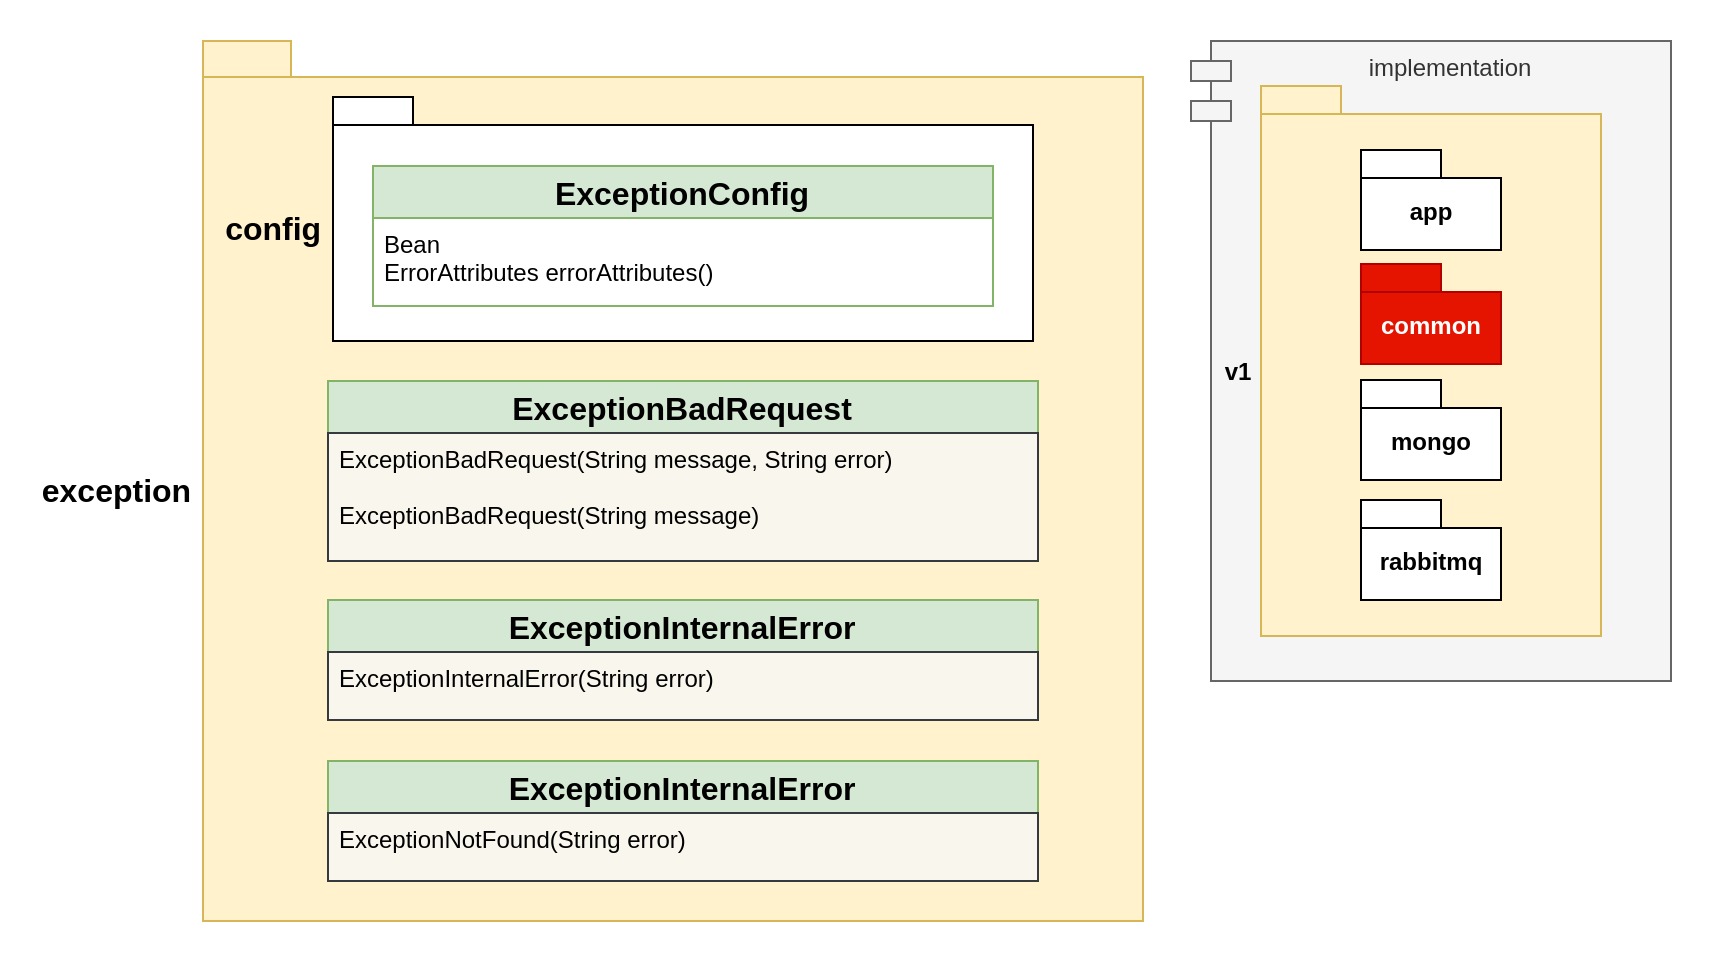 exception
config
ExceptionConfig
Bean
ErrorAttributes errorAttributes()
ExceptionBadRequest
ExceptionBadRequest(String message, String error)
ExceptionBadRequest(String message)
ExceptionInternalError
ExceptionInternalError(String error)
ExceptionInternalError
ExceptionNotFound(String error)
implementation
v1
app
common
mongo
rabbitmq